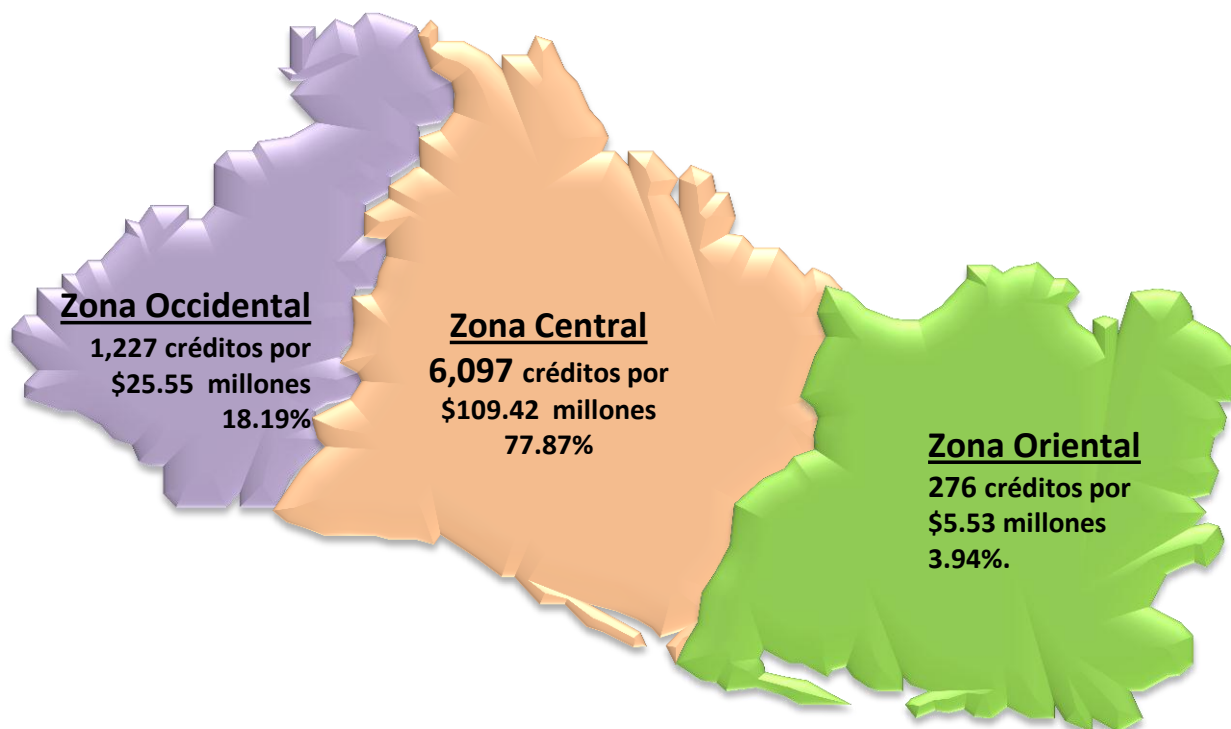 Zona Occidental
1,227 créditos por
$25.55 millones
18.19%
Zona Central
6,097 créditos por
$109.42 millones
77.87%
Zona Oriental
276 créditos por
$5.53 millones
3.94%.